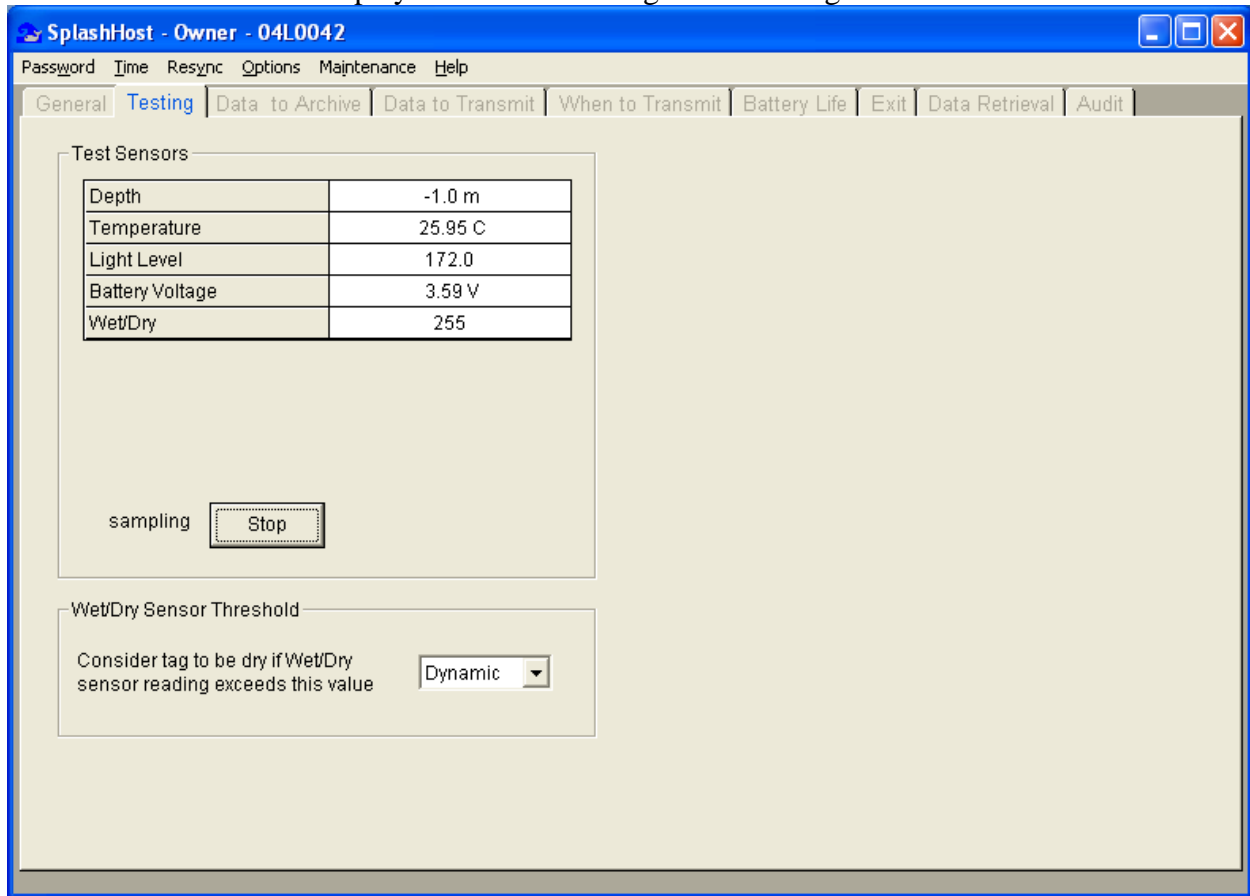 SplashHost - Owner - 04L0042
Password Time Resync Options Maintenance Help
General Testing Data to Archive Data to Transmit When to Transmit Battery Life Exit Data Retrieval Audit
Test Sensors
Depth -1.0 m
Temperature 25.95 C
Light Level 172.0
Battery Voltage 3.59 V
Wet/Dry 255
sampling Stop
Wet/Dry Sensor Threshold
Consider tag to be dry if Wet/Dry
sensor reading exceeds this value
Dynamic